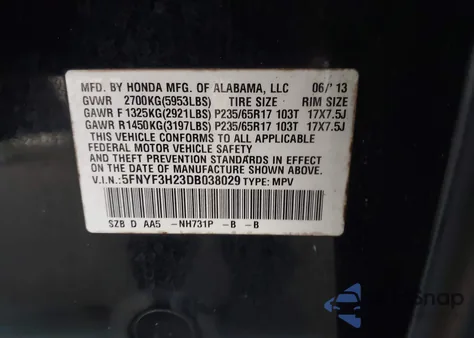 MFD. BY HONDA MFG. OF ALABAMA, LLC 06/'13
GVWR 2700KG(5953LBS) TIRE SIZE RIM SIZE
GAWR F 1325KG(2921LBS) P235/65R17 103T 17X7.5J
GAWR R 1450KG(3197LBS) P235/65R17 103T 17X7.5J
THIS VEHICLE CONFORMS TO ALL APPLICABLE
FEDERAL MOTOR VEHICLE SAFETY
AND THEFT PREVENTION STANDARDS IN EFFECT
ON THE DATE OF MANUFACTURE SHOWN ABOVE.
V.I.N.:5FNYF3H23DB038029 TYPE: MPV
SZB D AA5 -NH731P -B -B